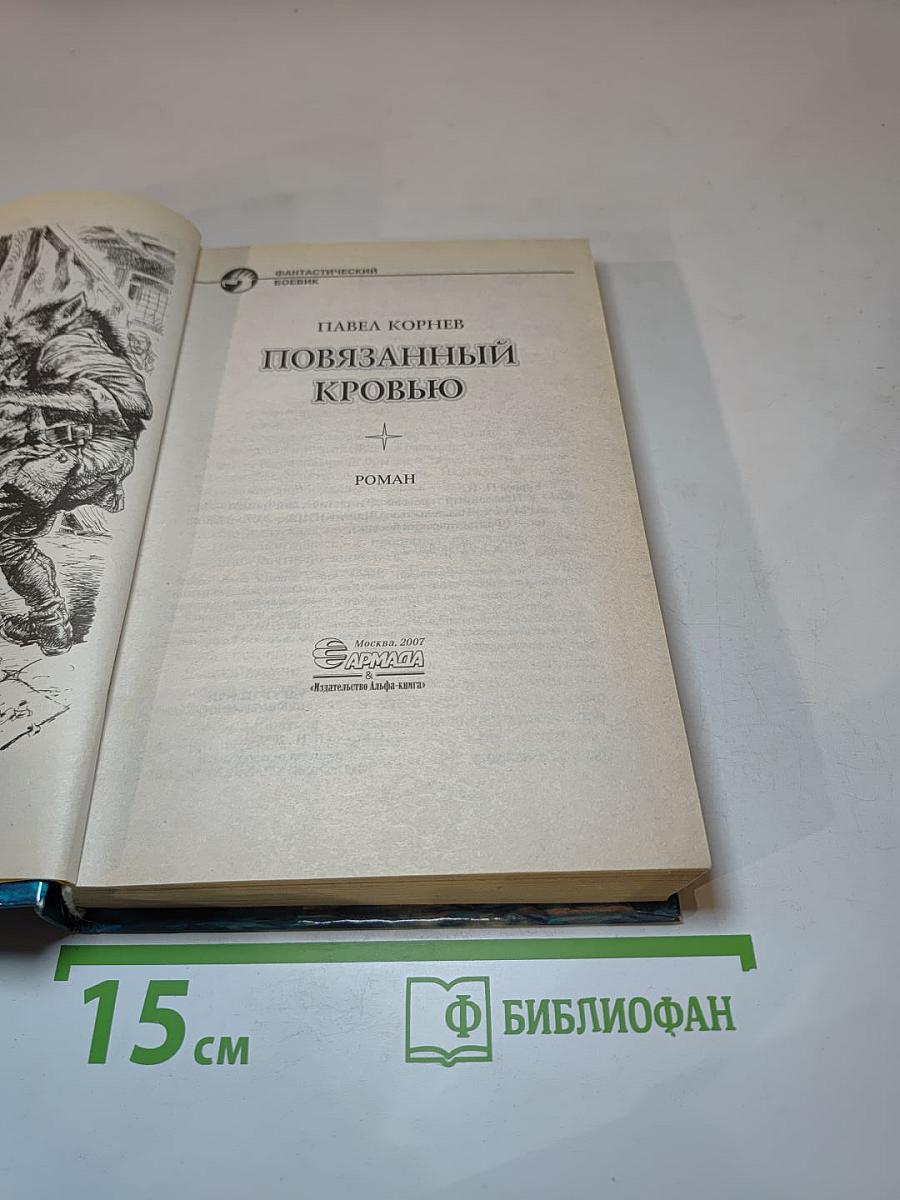 ФАНТАСТИЧЕСКИЙ
БОЕВИК
ПАВЕЛ КОРНЕВ
ПОВЯЗАННЫЙ
КРОВЬЮ
РОМАН
Москва, 2007
АРМАДА
&
«Издательство Альфа-книга»
15 см
Ф БИБЛИОФАН